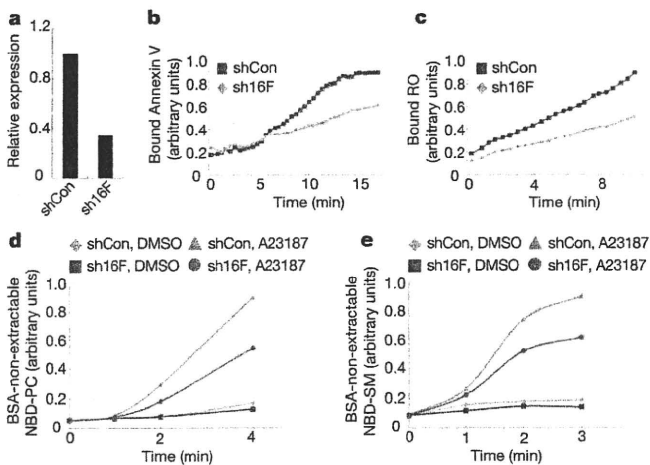 a
Relative expression
1.2
0.8
0.4
0
shCon
sh16F
b
Bound Annexin V
(arbitrary units)
1.0
0.8
0.6
0.4
0.2
0
shCon
sh16F
0
5
10
15
Time (min)
c
Bound RO
(arbitrary units)
1.0
0.8
0.6
0.4
0.2
0
shCon
sh16F
0
4
8
Time (min)
d
shCon, DMSO
shCon, A23187
sh16F, DMSO
sh16F, A23187
BSA-non-extractable
NBD-PC (arbitrary units)
1.0
0.8
0.6
0.4
0.2
0
0
2
4
Time (min)
e
shCon, DMSO
shCon, A23187
sh16F, DMSO
sh16F, A23187
BSA-non-extractable
NBD-SM (arbitrary units)
1.0
0.8
0.6
0.4
0.2
0
0
1
2
3
Time (min)